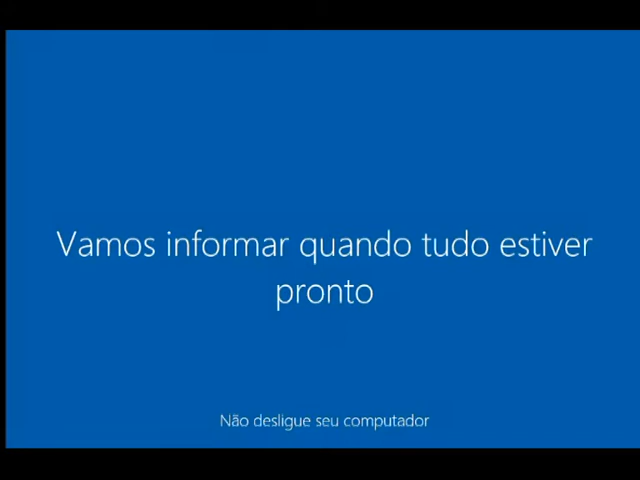 Vamos informar quando tudo estiver
pronto
Não desligue seu computador